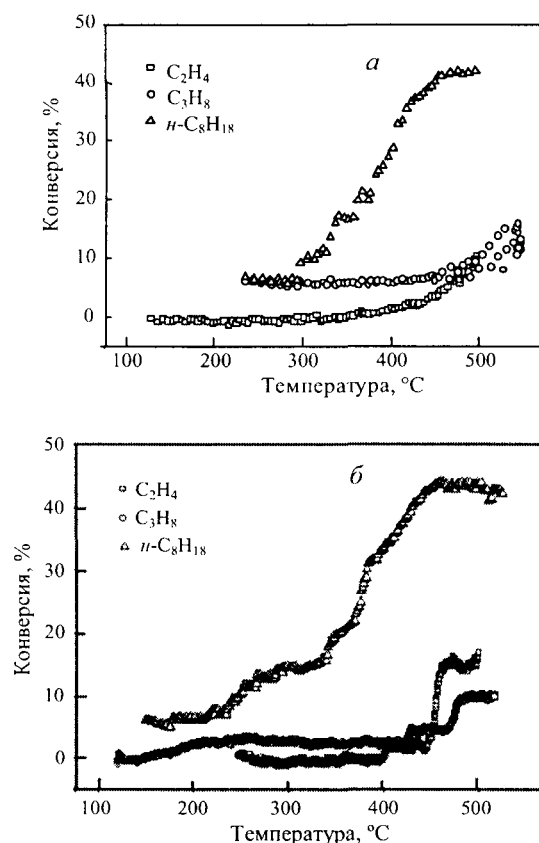 50
40
30
20
10
0
Конверсия, %
C₂H₄
C₃H₈
н-C₈H₁₈
а
100 200 300 400 500
Температура, °C
50
40
30
20
10
0
Конверсия, %
C₂H₄
C₃H₈
н-C₈H₁₈
б
100 200 300 400 500
Температура, °C